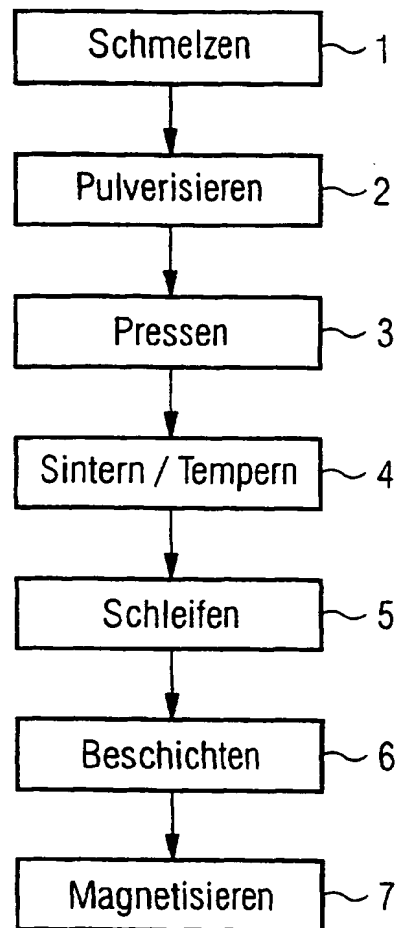 Schmelzen 1
Pulverisieren 2
Pressen 3
Sintern / Tempern 4
Schleifen 5
Beschichten 6
Magnetisieren 7